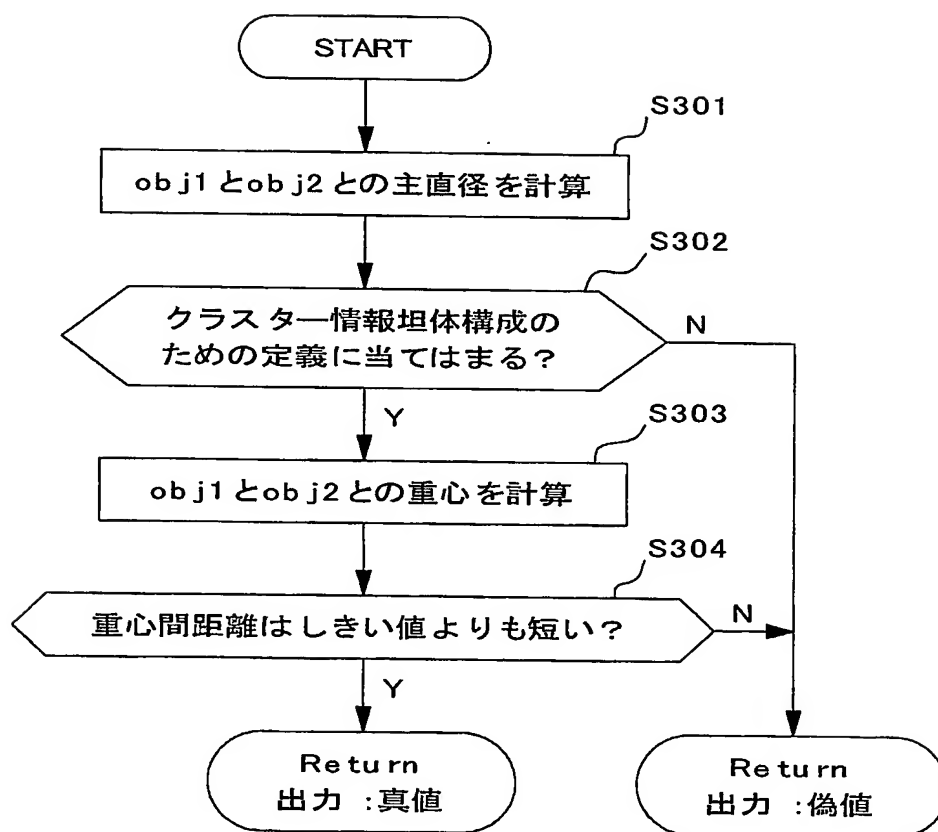 START
S301
obj1とobj2との主直径を計算
S302
クラスター情報坦体構成の
ための定義に当てはまる?
N
Y
S303
obj1とobj2との重心を計算
S304
重心間距離はしきい値よりも短い?
N
Y
Return
出力:真値
Return
出力:偽値